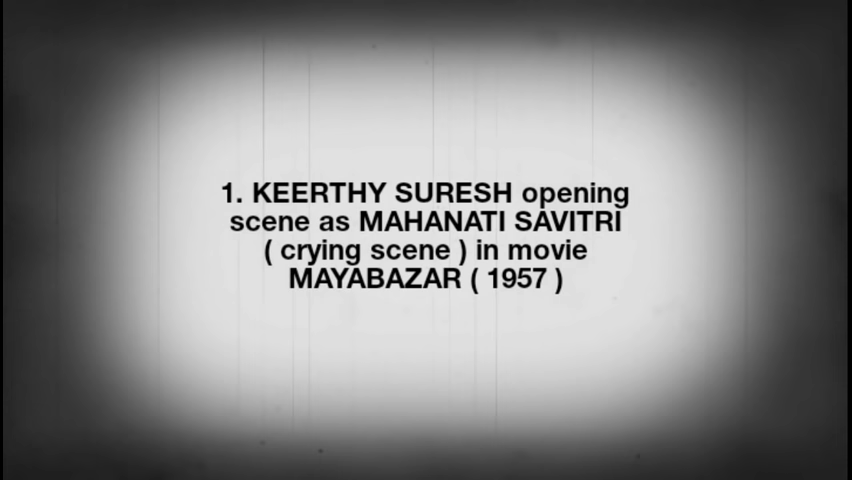 1. KEERTHY SURESH opening
scene as MAHANATI SAVITRI
( crying scene ) in movie
MAYABAZAR ( 1957 )